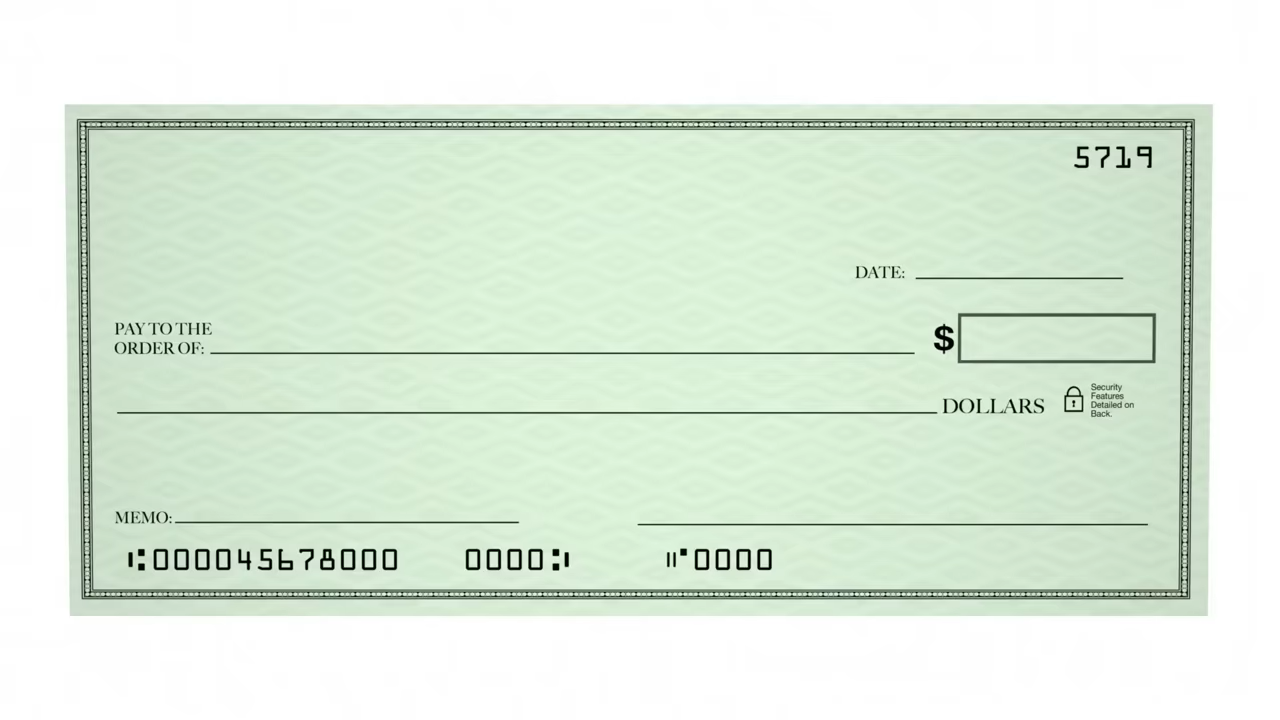 5719
DATE:
PAY TO THE
ORDER OF:
$
DOLLARS
Security
Features
Detailed on
Back.
MEMO:
⑆000045678000 0000⑆ ⑈0000